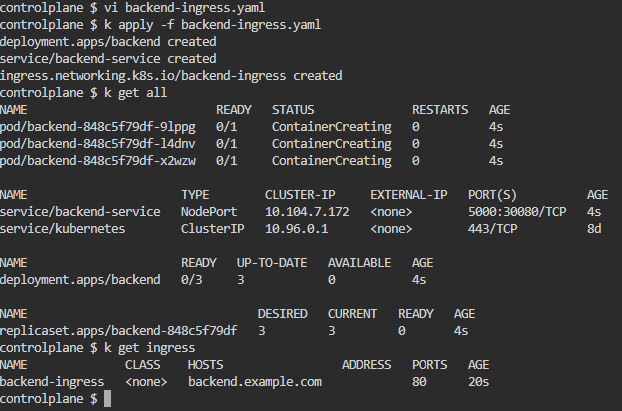 controlplane $ vi backend-ingress.yaml
controlplane $ k apply -f backend-ingress.yaml
deployment.apps/backend created
service/backend-service created
ingress.networking.k8s.io/backend-ingress created
controlplane $ k get all
NAME                           READY   STATUS              RESTARTS   AGE
pod/backend-848c5f79df-9lppg   0/1     ContainerCreating   0          4s
pod/backend-848c5f79df-l4dnv   0/1     ContainerCreating   0          4s
pod/backend-848c5f79df-x2wzw   0/1     ContainerCreating   0          4s

NAME                      TYPE        CLUSTER-IP     EXTERNAL-IP   PORT(S)          AGE
service/backend-service   NodePort    10.104.7.172   <none>        5000:30080/TCP   4s
service/kubernetes        ClusterIP   10.96.0.1      <none>        443/TCP          8d

NAME                      READY   UP-TO-DATE   AVAILABLE   AGE
deployment.apps/backend   0/3     3            0           4s

NAME                                 DESIRED   CURRENT   READY   AGE
replicaset.apps/backend-848c5f79df   3         3         0       4s
controlplane $ k get ingress
NAME              CLASS    HOSTS                 ADDRESS   PORTS   AGE
backend-ingress   <none>   backend.example.com             80      20s
controlplane $